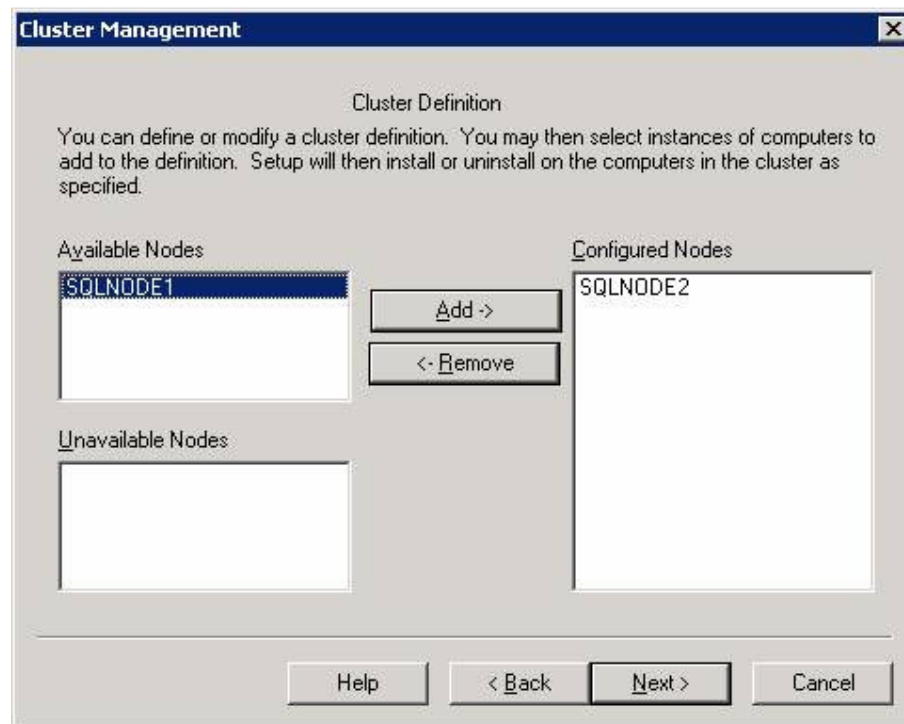 Cluster Management
Cluster Definition
You can define or modify a cluster definition. You may then select instances of computers to
add to the definition. Setup will then install or uninstall on the computers in the cluster as
specified.
Available Nodes
SQLNODE1
Add ->
<- Remove
Configured Nodes
SQLNODE2
Unavailable Nodes
Help
< Back
Next >
Cancel